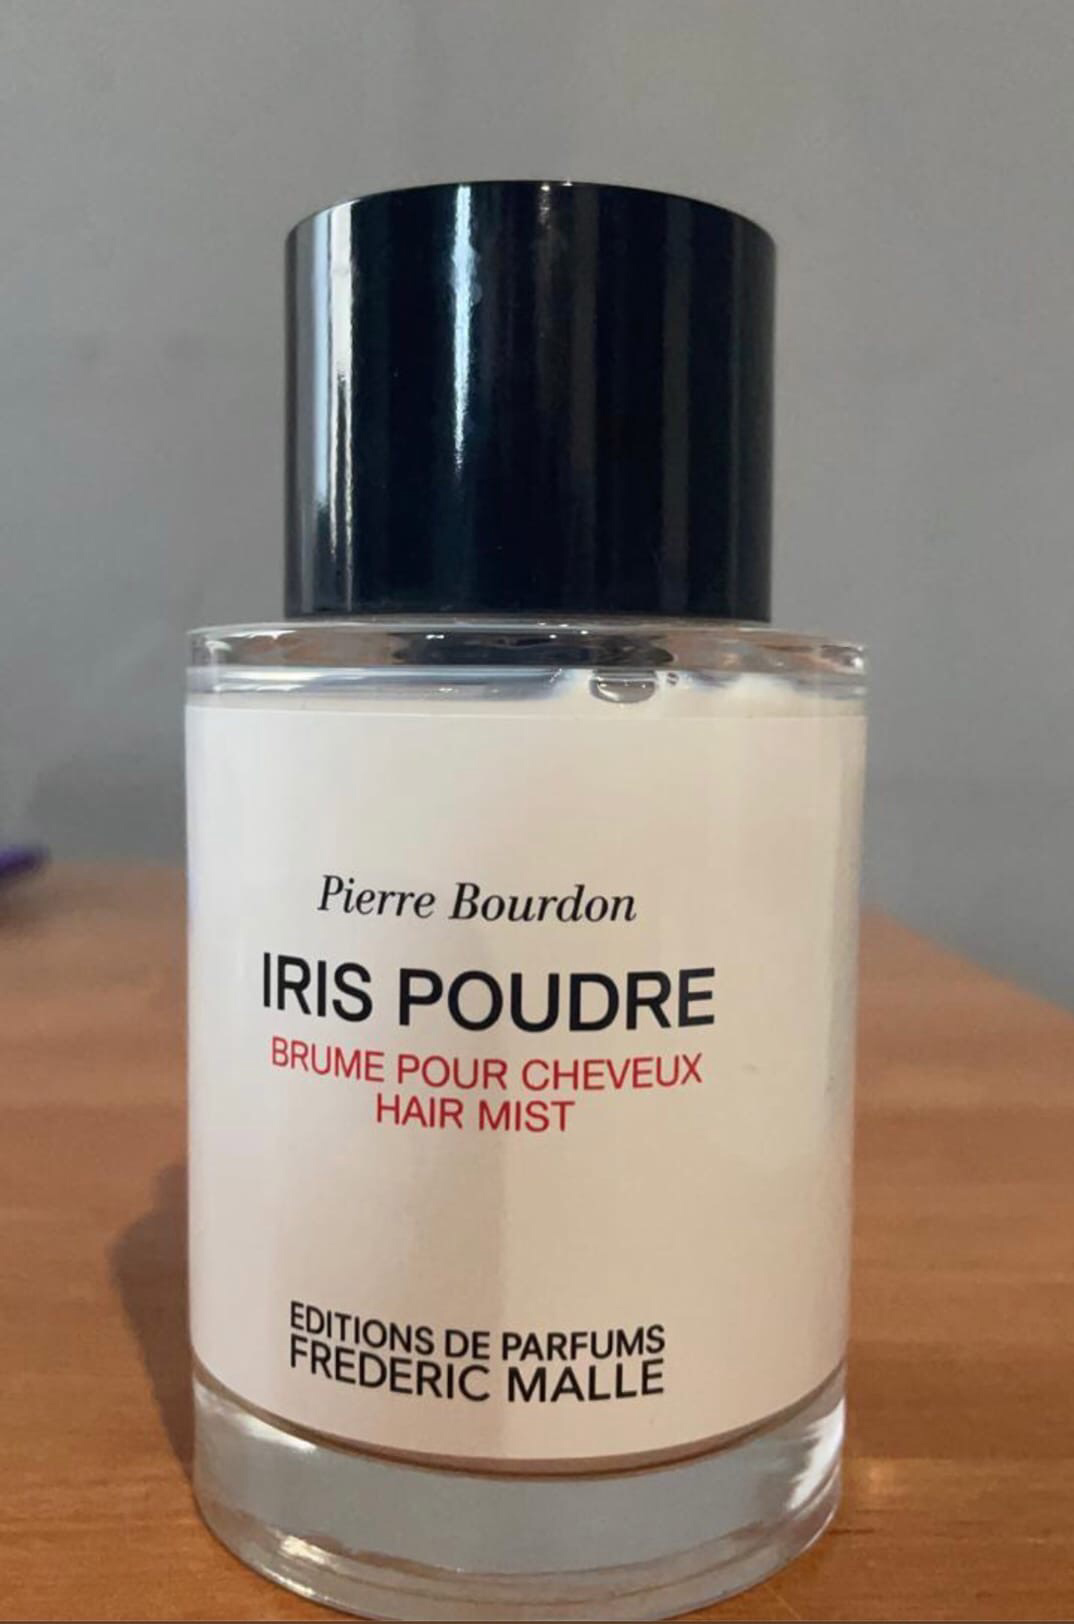 Pierre Bourdon
IRIS POUDRE
BRUME POUR CHEVEUX
HAIR MIST
EDITIONS DE PARFUMS
FREDERIC MALLE